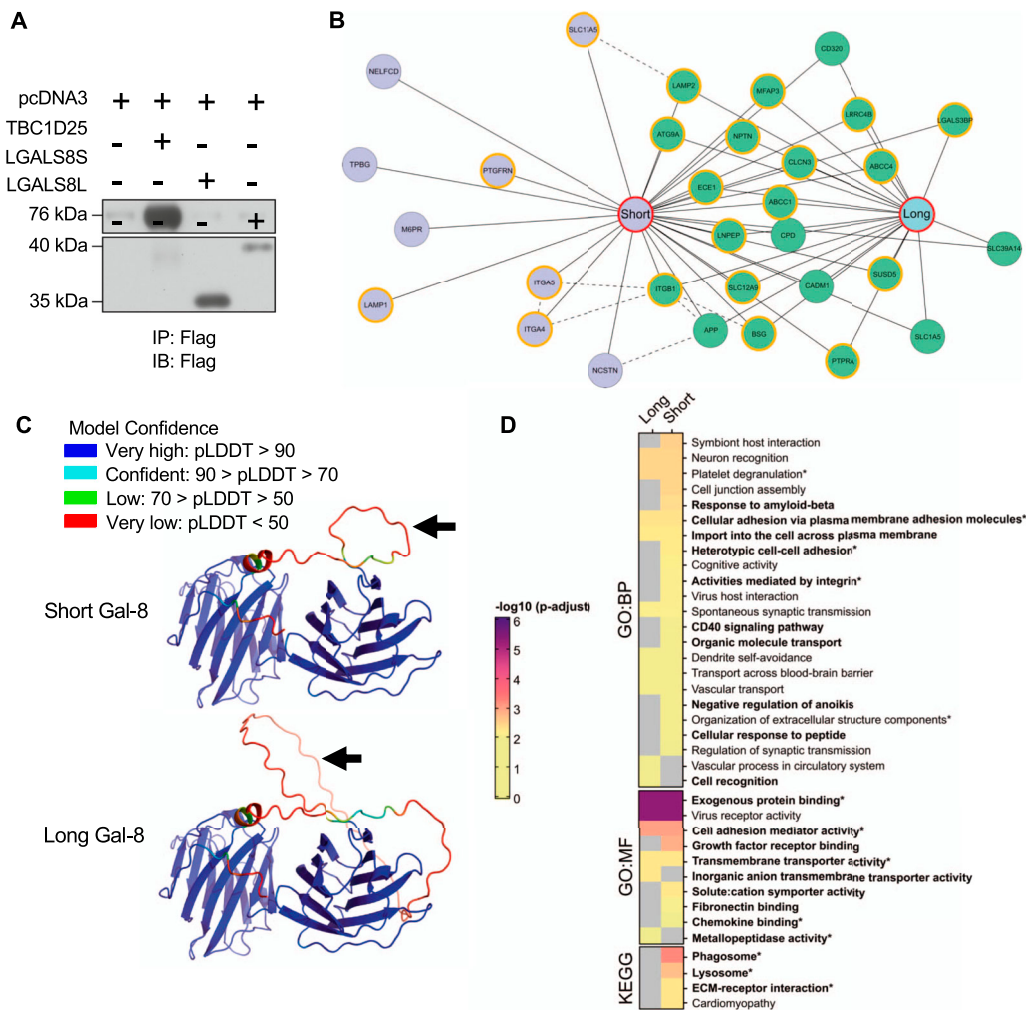 A
pcDNA3 + + + +
TBC1D25 - + - -
LGALS8S - - + -
LGALS8L - - - +
76 kDa
40 kDa
35 kDa
IP: Flag
IB: Flag
B
SLC1A5
NELFCD
CD320
LAMP2
MFAP3
LRRC4B
LGALS3BP
ATG9A
NPTN
TPBG
PTGFRN
CLCN3
ABCC4
ECE1
ABCC1
Short
Long
M6PR
LNPEP
CPD
SLC39A14
ITGA5
ITGB1
SLC12A9
CADM1
SUSD5
LAMP1
ITGA4
APP
BSG
SLC1A5
NCSTN
PTPRA
C
Model Confidence
Very high: pLDDT > 90
Confident: 90 > pLDDT > 70
Low: 70 > pLDDT > 50
Very low: pLDDT < 50
Short Gal-8
Long Gal-8
D
Long
Short
-log10 (p-adjust)
6
5
4
3
2
1
0
GO:BP
Symbiont host interaction
Neuron recognition
Platelet degranulation*
Cell junction assembly
Response to amyloid-beta
Cellular adhesion via plasma membrane adhesion molecules*
Import into the cell across plasma membrane
Heterotypic cell-cell adhesion*
Cognitive activity
Activities mediated by integrin*
Virus host interaction
Spontaneous synaptic transmission
CD40 signaling pathway
Organic molecule transport
Dendrite self-avoidance
Transport across blood-brain barrier
Vascular transport
Negative regulation of anoikis
Organization of extracellular structure components*
Cellular response to peptide
Regulation of synaptic transmission
Vascular process in circulatory system
Cell recognition
GO:MF
Exogenous protein binding*
Virus receptor activity
Cell adhesion mediator activity*
Growth factor receptor binding
Transmembrane transporter activity*
Inorganic anion transmembrane transporter activity
Solute:cation symporter activity
Fibronectin binding
Chemokine binding*
Metallopeptidase activity*
KEGG
Phagosome*
Lysosome*
ECM-receptor interaction*
Cardiomyopathy